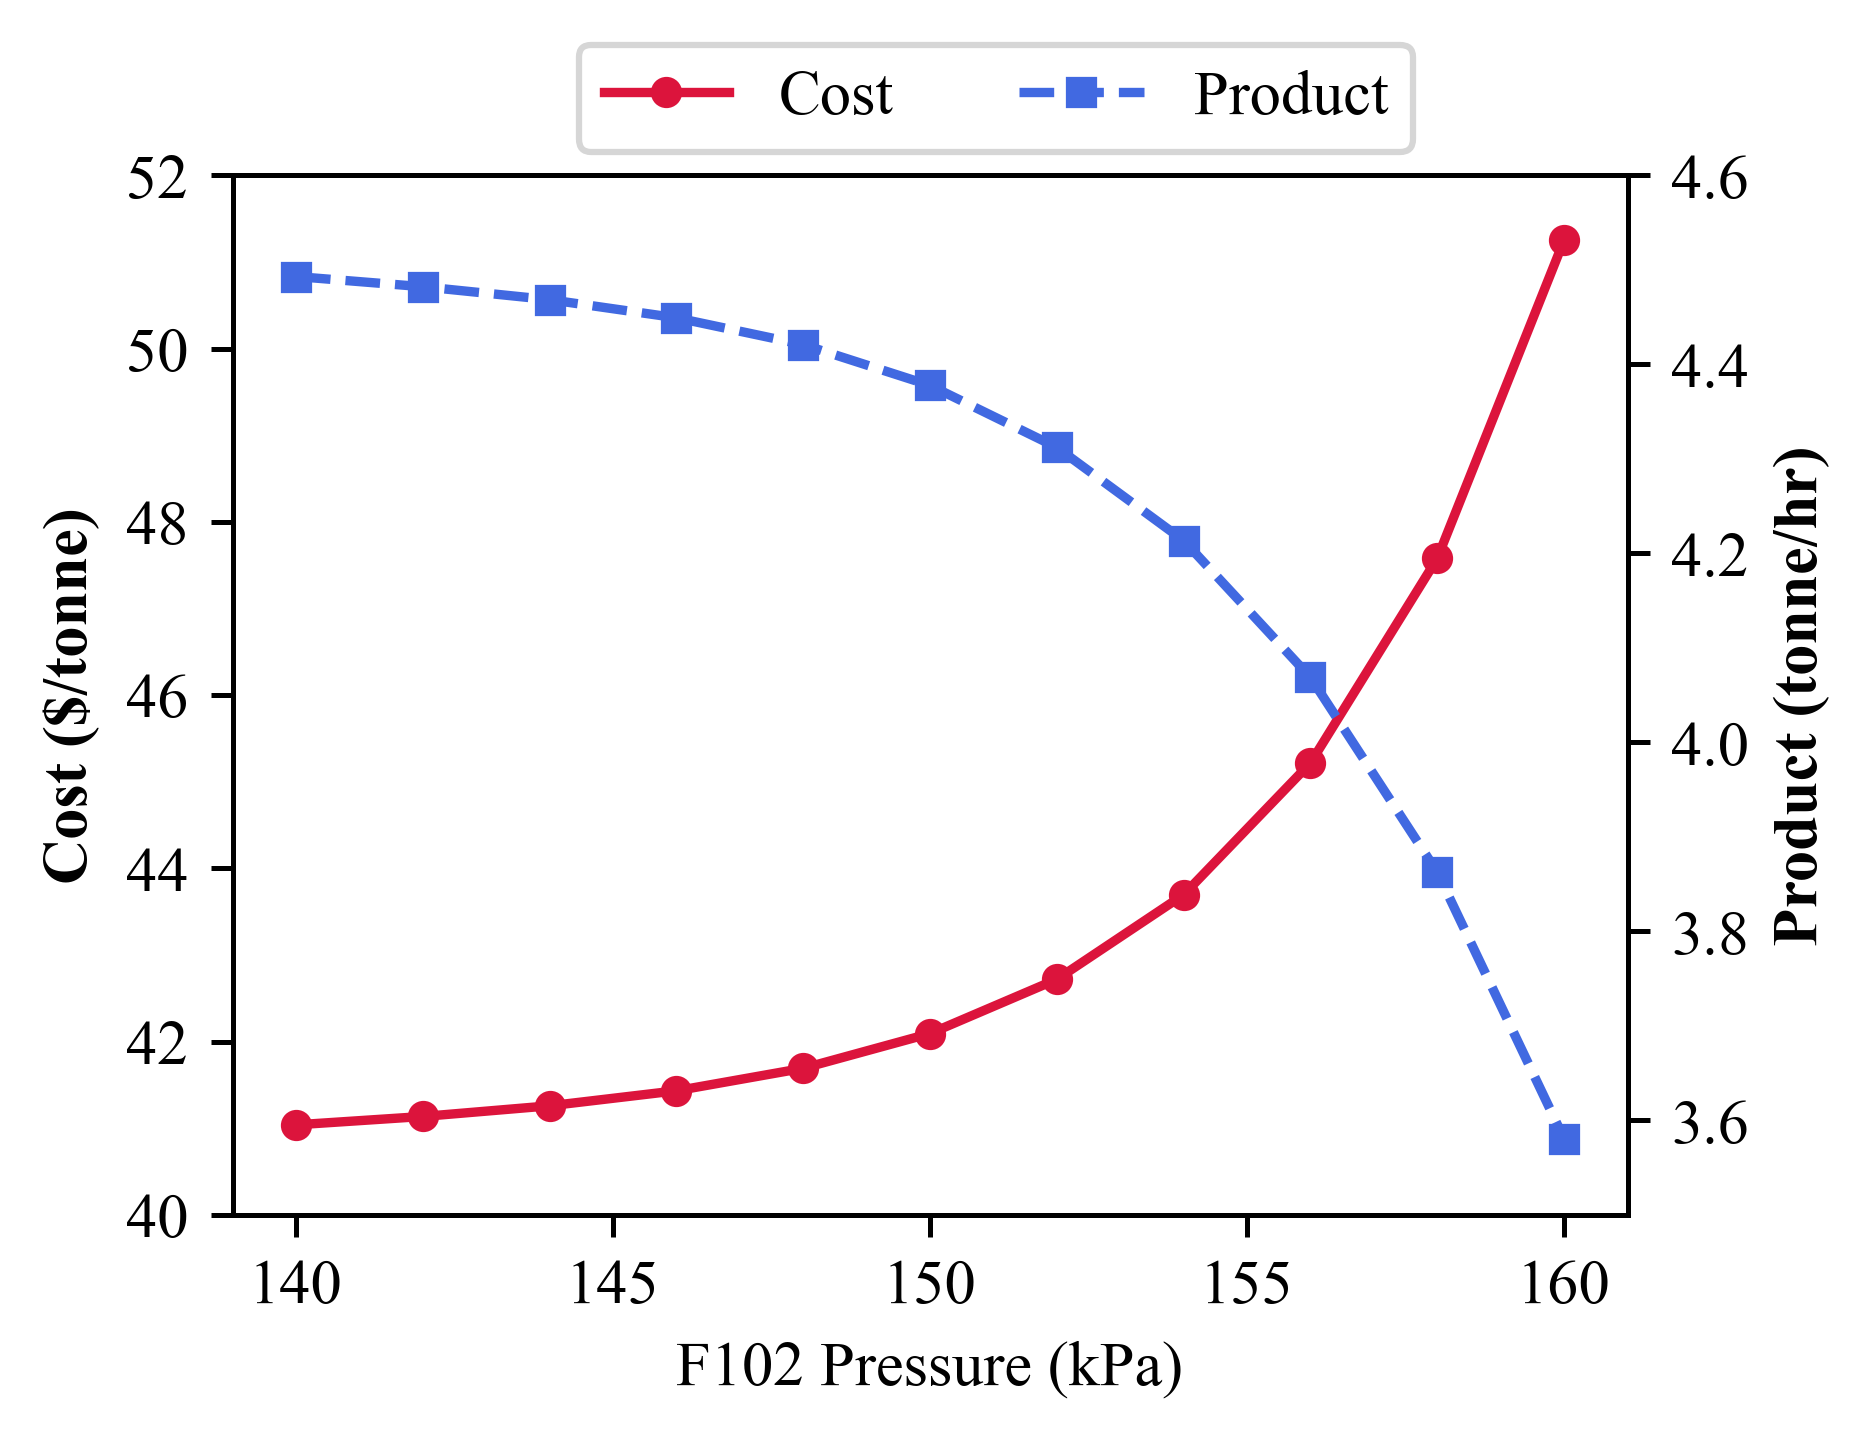 Cost Product
52
50
48
46
44
42
40
Cost ($/tonne)
4.6
4.4
4.2
4.0
3.8
3.6
Product (tonne/hr)
140 145 150 155 160
F102 Pressure (kPa)